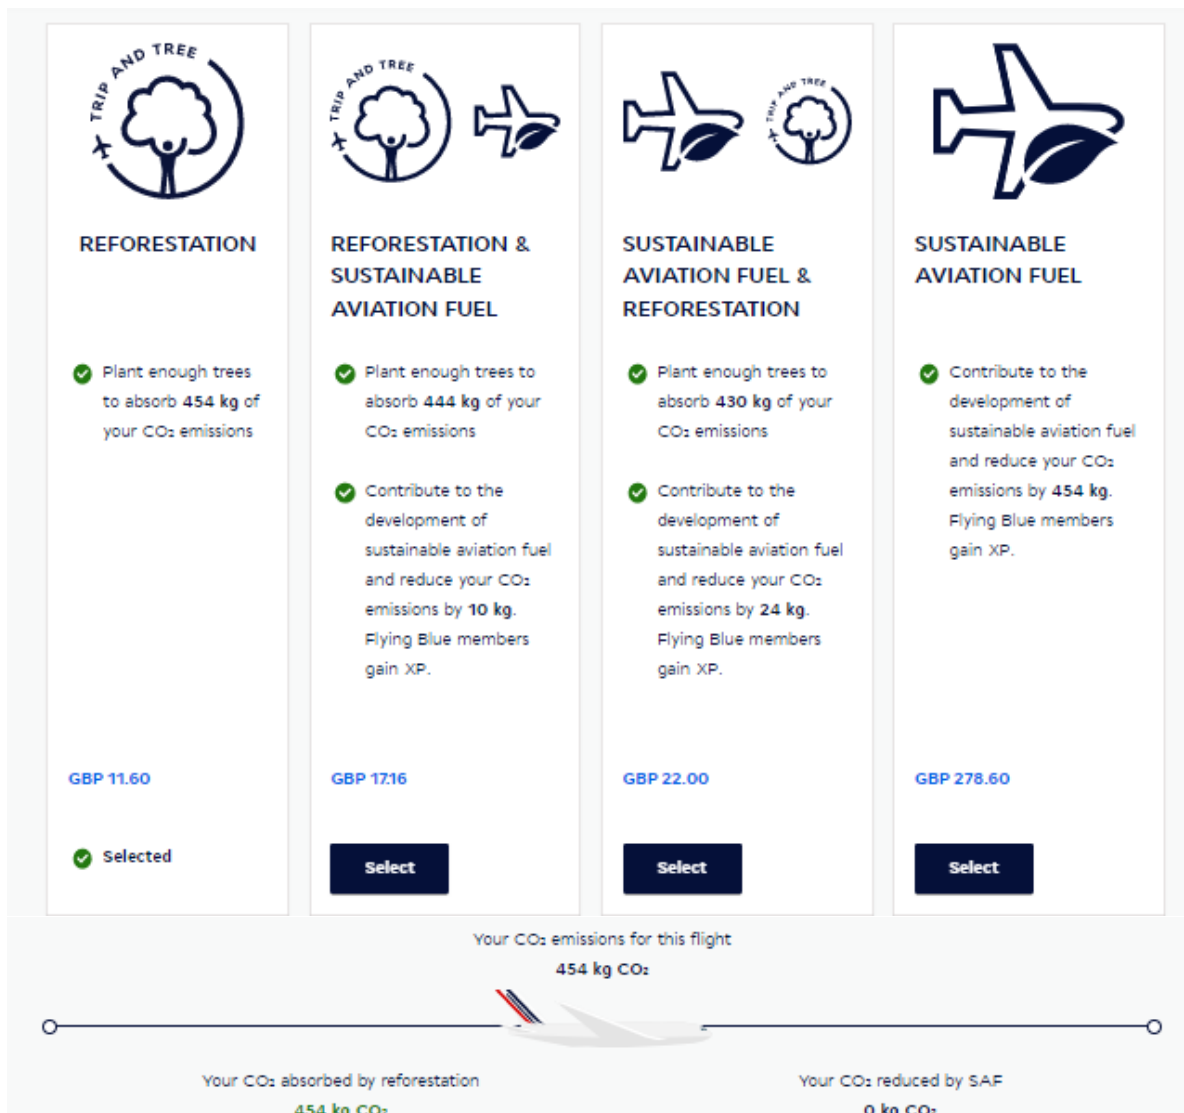 TRIP AND TREE
REFORESTATION
Plant enough trees
to absorb 454 kg of
your CO₂ emissions
GBP 11.60
Selected
TRIP AND TREE
REFORESTATION &
SUSTAINABLE
AVIATION FUEL
Plant enough trees to
absorb 444 kg of your
CO₂ emissions
Contribute to the
development of
sustainable aviation fuel
and reduce your CO₂
emissions by 10 kg.
Flying Blue members
gain XP.
GBP 17.16
Select
TRIP AND TREE
SUSTAINABLE
AVIATION FUEL &
REFORESTATION
Plant enough trees to
absorb 430 kg of your
CO₂ emissions
Contribute to the
development of
sustainable aviation fuel
and reduce your CO₂
emissions by 24 kg.
Flying Blue members
gain XP.
GBP 22.00
Select
SUSTAINABLE
AVIATION FUEL
Contribute to the
development of
sustainable aviation fuel
and reduce your CO₂
emissions by 454 kg.
Flying Blue members
gain XP.
GBP 278.60
Select
Your CO₂ emissions for this flight
454 kg CO₂
Your CO₂ absorbed by reforestation
454 kg CO₂
Your CO₂ reduced by SAF
0 kg CO₂